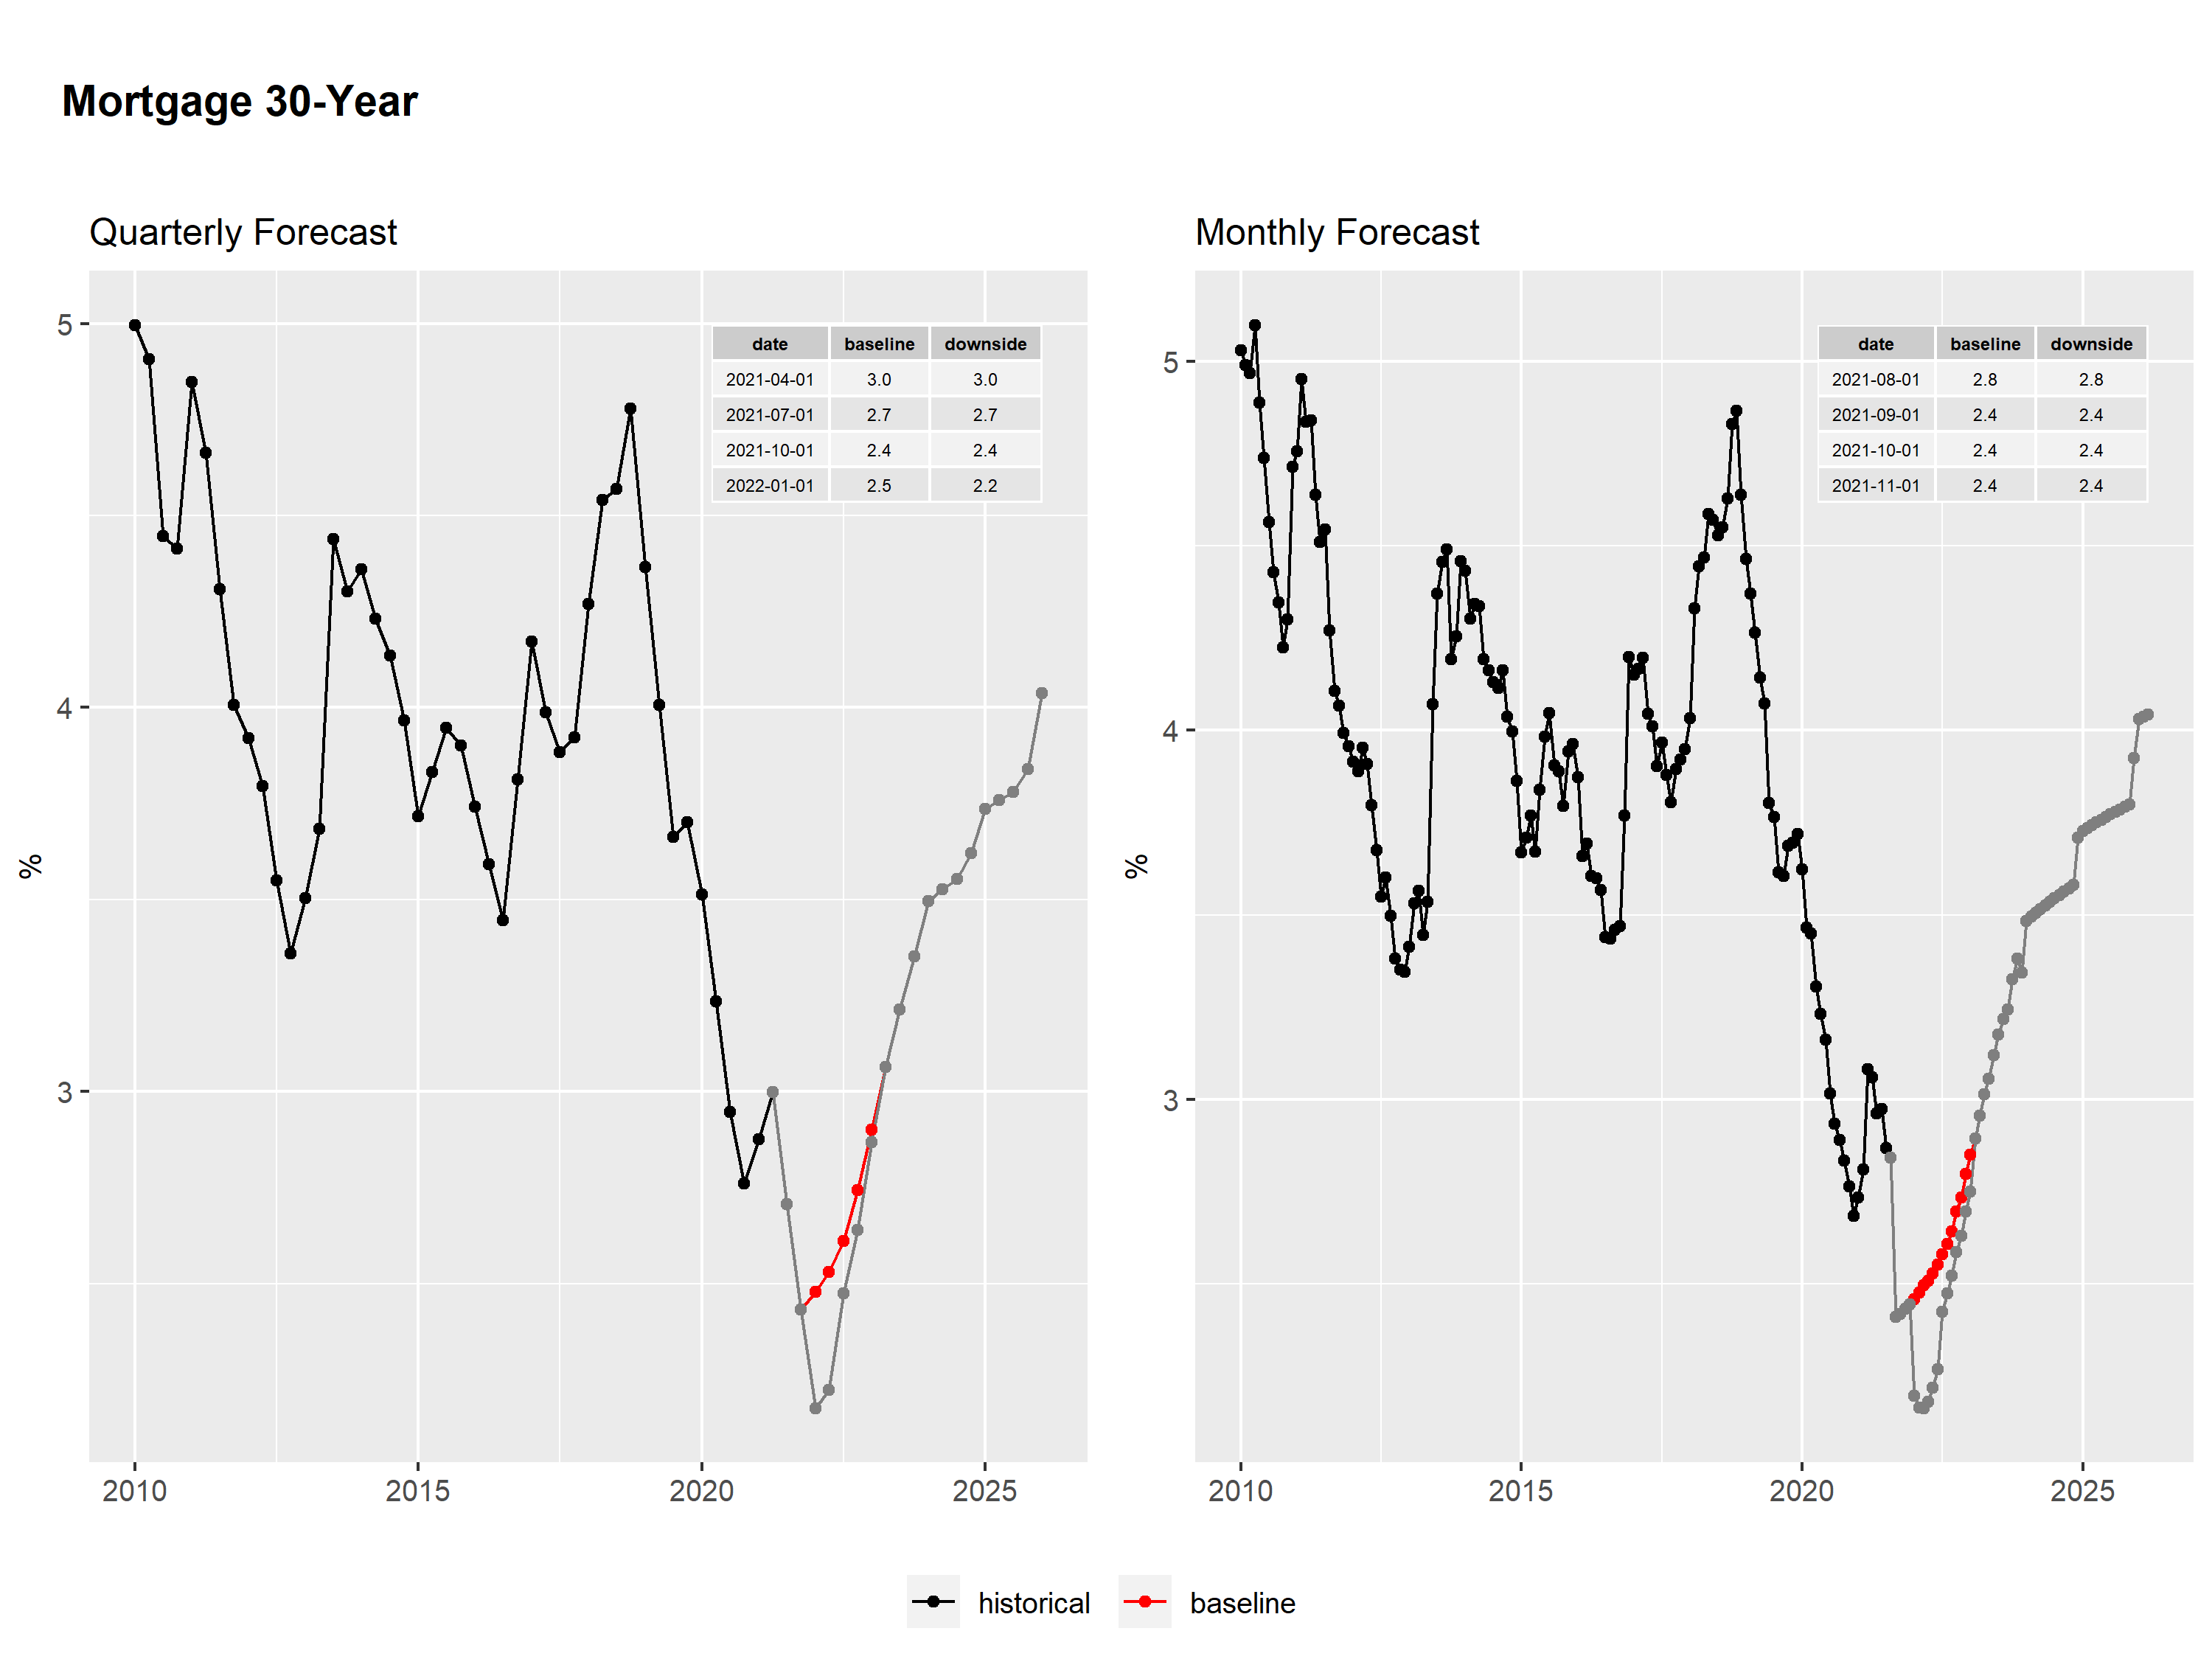 Mortgage 30-Year
Quarterly Forecast
%
5
4
3
2010 2015 2020 2025
date baseline downside
2021-04-01 3.0 3.0
2021-07-01 2.7 2.7
2021-10-01 2.4 2.4
2022-01-01 2.5 2.2
Monthly Forecast
%
5
4
3
2010 2015 2020 2025
date baseline downside
2021-08-01 2.8 2.8
2021-09-01 2.4 2.4
2021-10-01 2.4 2.4
2021-11-01 2.4 2.4
historical baseline